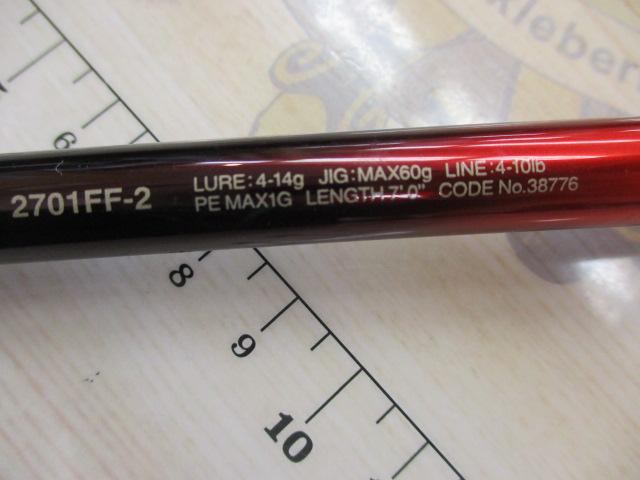 kleber
2701FF-2
LURE:4-14g JIG:MAX60g LINE:4-10lb
PE MAX1G LENGTH 7'0" CODE No.38776
6
8
9
10